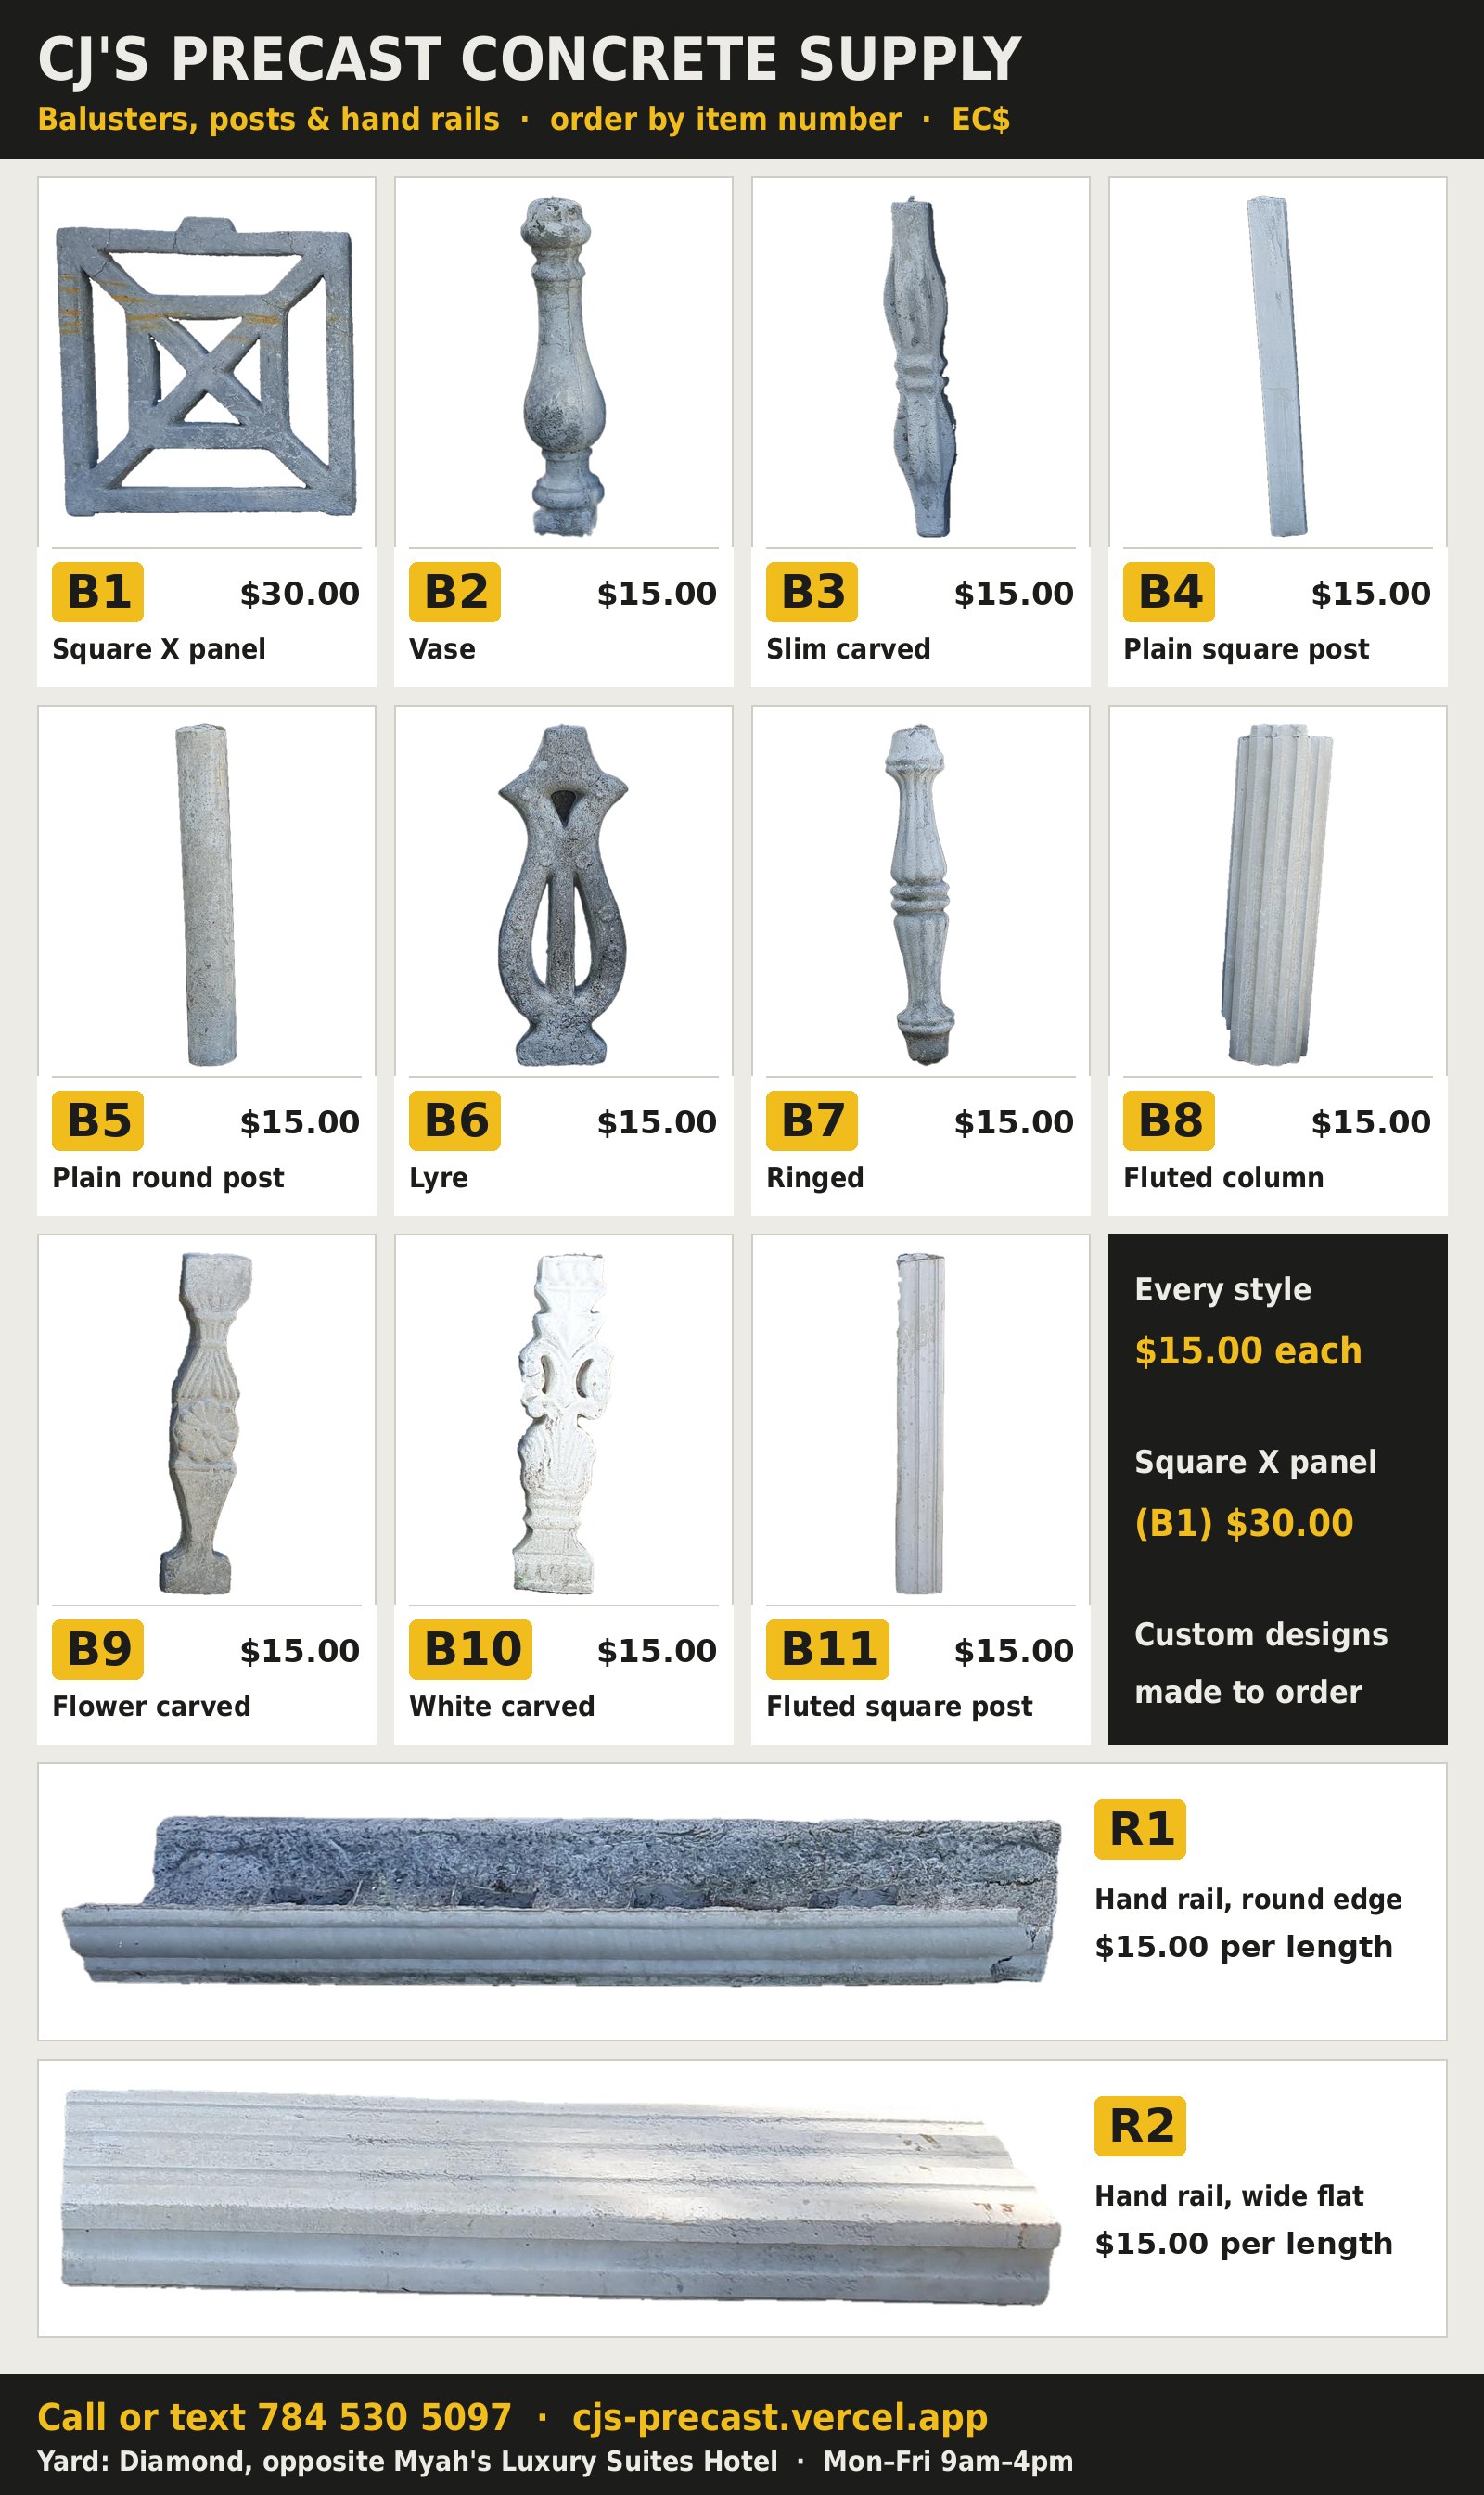 CJ'S PRECAST CONCRETE SUPPLY
Balusters, posts & hand rails · order by item number · EC$
B1 $30.00
Square X panel
B2 $15.00
Vase
B3 $15.00
Slim carved
B4 $15.00
Plain square post
B5 $15.00
Plain round post
B6 $15.00
Lyre
B7 $15.00
Ringed
B8 $15.00
Fluted column
B9 $15.00
Flower carved
B10 $15.00
White carved
B11 $15.00
Fluted square post
Every style
$15.00 each
Square X panel
(B1) $30.00
Custom designs
made to order
R1
Hand rail, round edge
$15.00 per length
R2
Hand rail, wide flat
$15.00 per length
Call or text 784 530 5097 · cjs-precast.vercel.app
Yard: Diamond, opposite Myah's Luxury Suites Hotel · Mon–Fri 9am–4pm